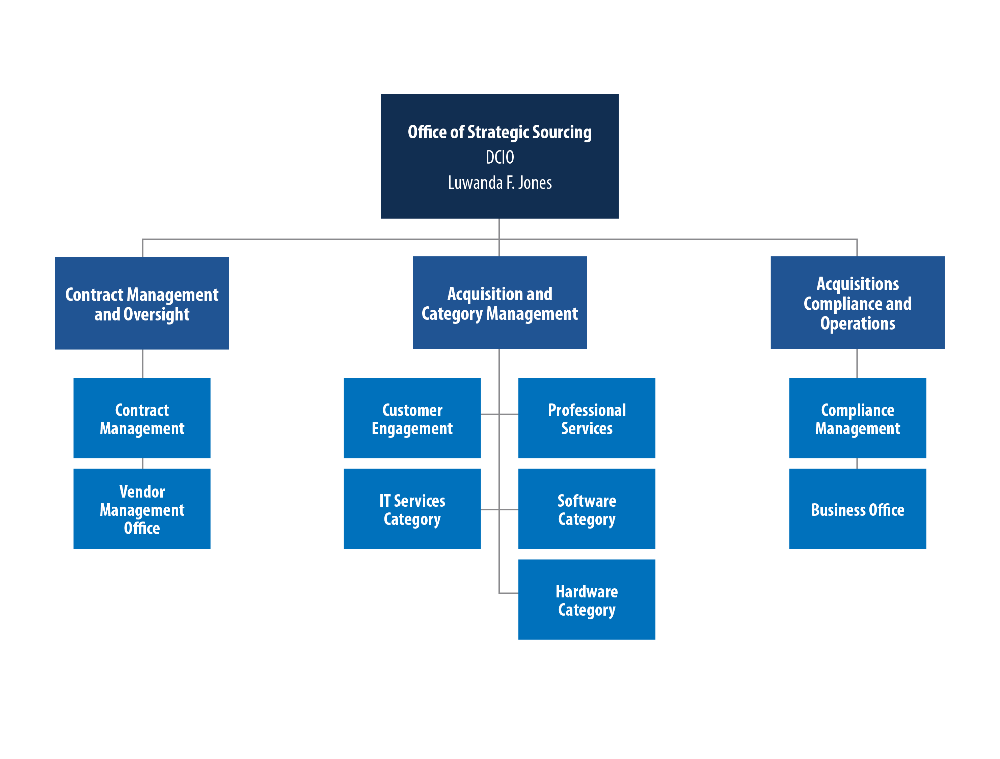 Office of Strategic Sourcing
DCIO
Luwanda F. Jones
Contract Management
and Oversight
Acquisition and
Category Management
Acquisitions
Compliance and
Operations
Contract
Management
Customer
Engagement
Professional
Services
Compliance
Management
Vendor
Management
Office
IT Services
Category
Software
Category
Business Office
Hardware
Category